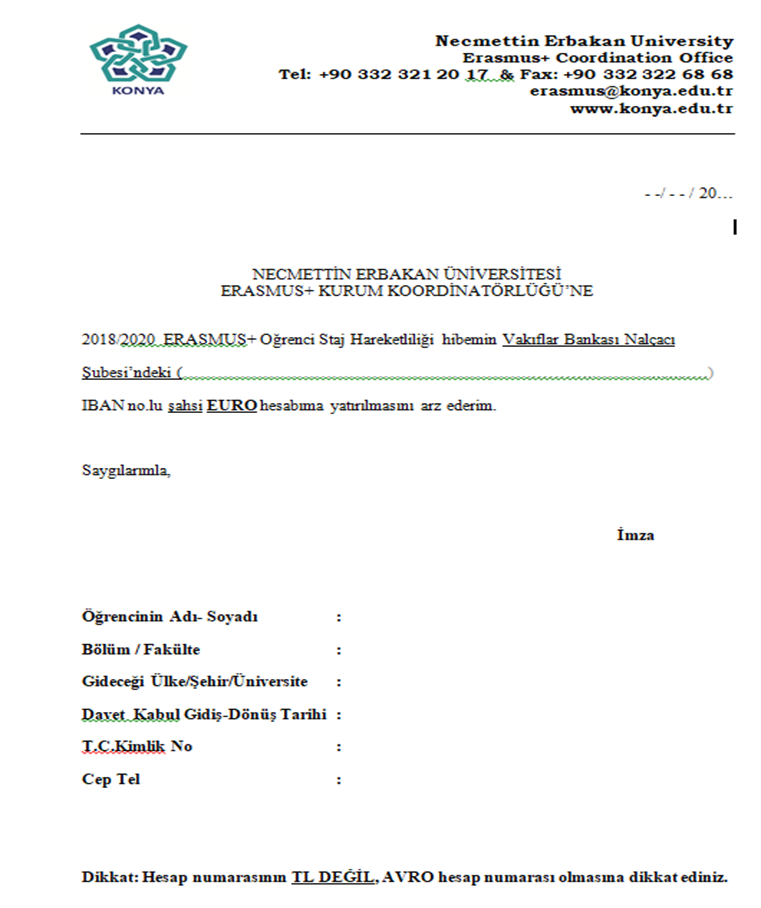 KONYA
Necmettin Erbakan University
Erasmus+ Coordination Office
Tel: +90 332 321 20 17 & Fax: +90 332 322 68 68
erasmus@konya.edu.tr
www.konya.edu.tr
- -/ - - / 20…
NECMETTİN ERBAKAN ÜNİVERSİTESİ
ERASMUS+ KURUM KOORDİNATÖRLÜĞÜ’NE
2018/2020 ERASMUS+ Oğrenci Staj Hareketliliği hibemin Vakıflar Bankası Nalçacı
Şubesi’ndeki (....................................................................................................)
IBAN no.lu şahsi EURO hesabıma yatırılmasını arz ederim.
Saygılarımla,
İmza
Öğrencinin Adı- Soyadı :
Bölüm / Fakülte :
Gideceği Ülke/Şehir/Üniversite :
Davet Kabul Gidiş-Dönüş Tarihi :
T.C.Kimlik No :
Cep Tel :
Dikkat: Hesap numarasının TL DEĞİL, AVRO hesap numarası olmasına dikkat ediniz.